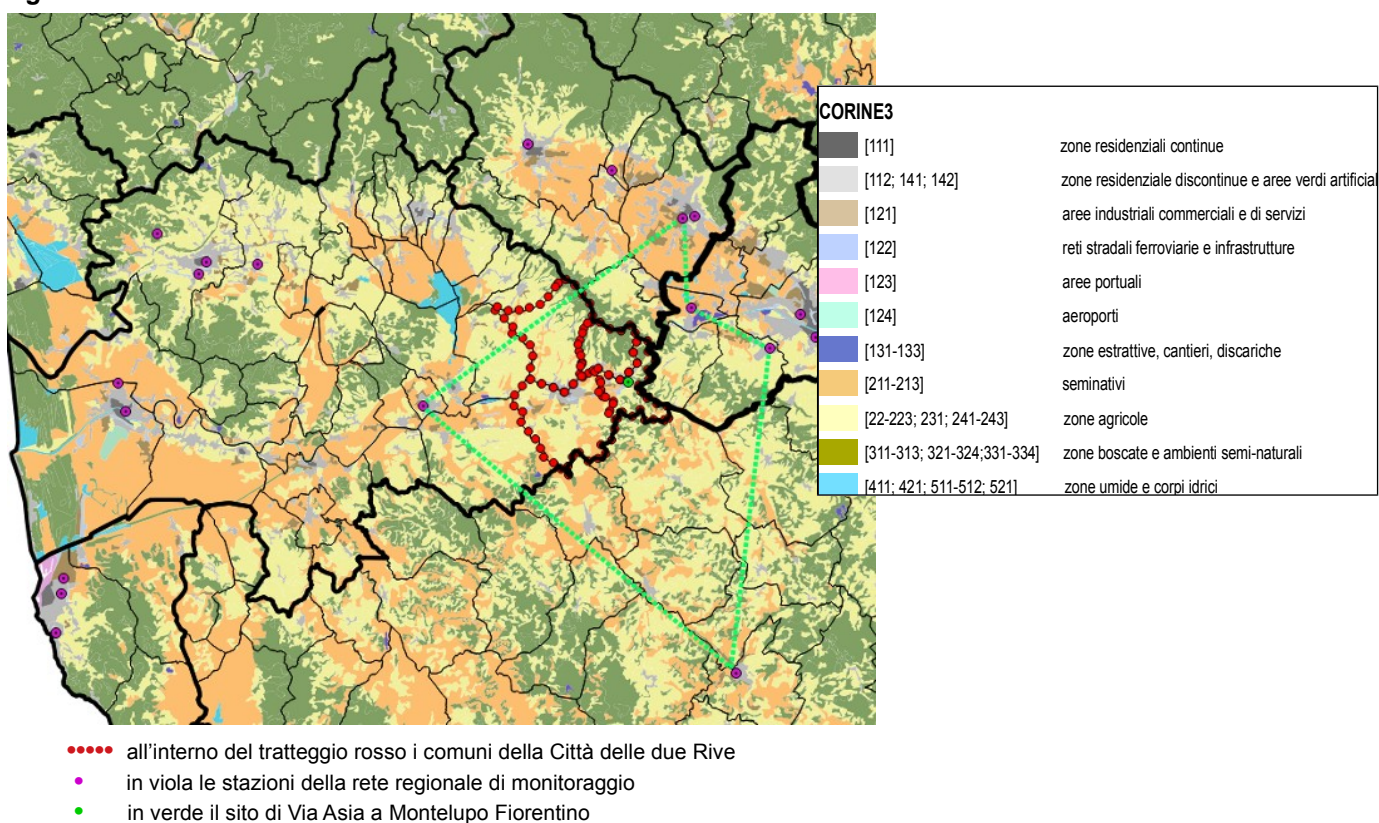 CORINE3
[111] zone residenziali continue
[112; 141; 142] zone residenziale discontinue e aree verdi artificial
[121] aree industriali commerciali e di servizi
[122] reti stradali ferroviarie e infrastrutture
[123] aree portuali
[124] aeroporti
[131-133] zone estrattive, cantieri, discariche
[211-213] seminativi
[22-223; 231; 241-243] zone agricole
[311-313; 321-324;331-334] zone boscate e ambienti semi-naturali
[411; 421; 511-512; 521] zone umide e corpi idrici
all'interno del tratteggio rosso i comuni della Città delle due Rive
in viola le stazioni della rete regionale di monitoraggio
in verde il sito di Via Asia a Montelupo Fiorentino